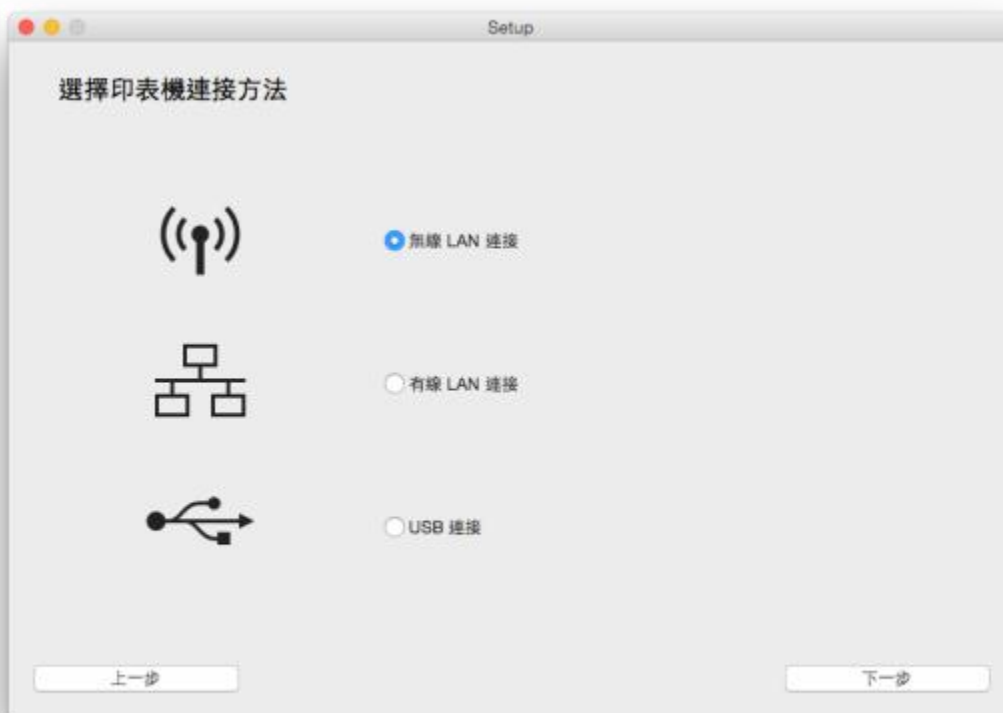 Setup
選擇印表機連接方法
無線 LAN 連接
有線 LAN 連接
USB 連接
上一步
下一步